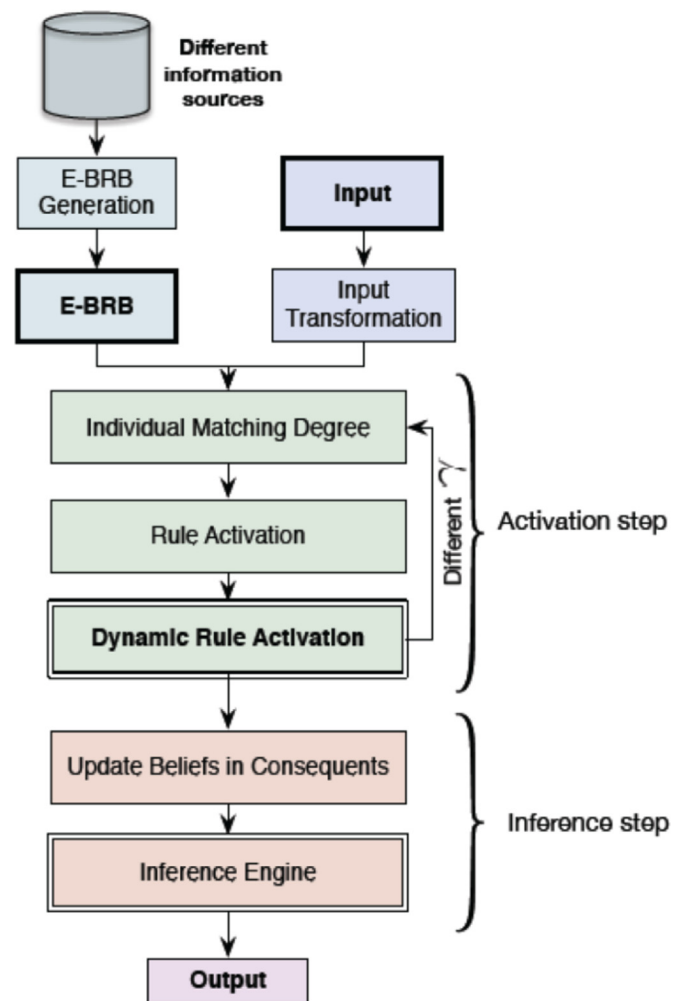 Different
information
sources
E-BRB
Generation
Input
E-BRB
Input
Transformation
Individual Matching Degree
Rule Activation
Dynamic Rule Activation
Different γ
Activation step
Update Beliefs in Consequents
Inference Engine
Inference step
Output